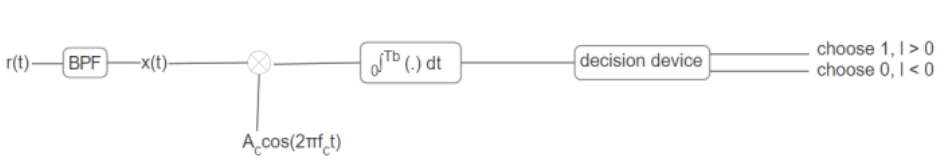 r(t)
BPF
x(t)
0∫Tb (.) dt
decision device
choose 1, l > 0
choose 0, l < 0
Accos(2πfct)